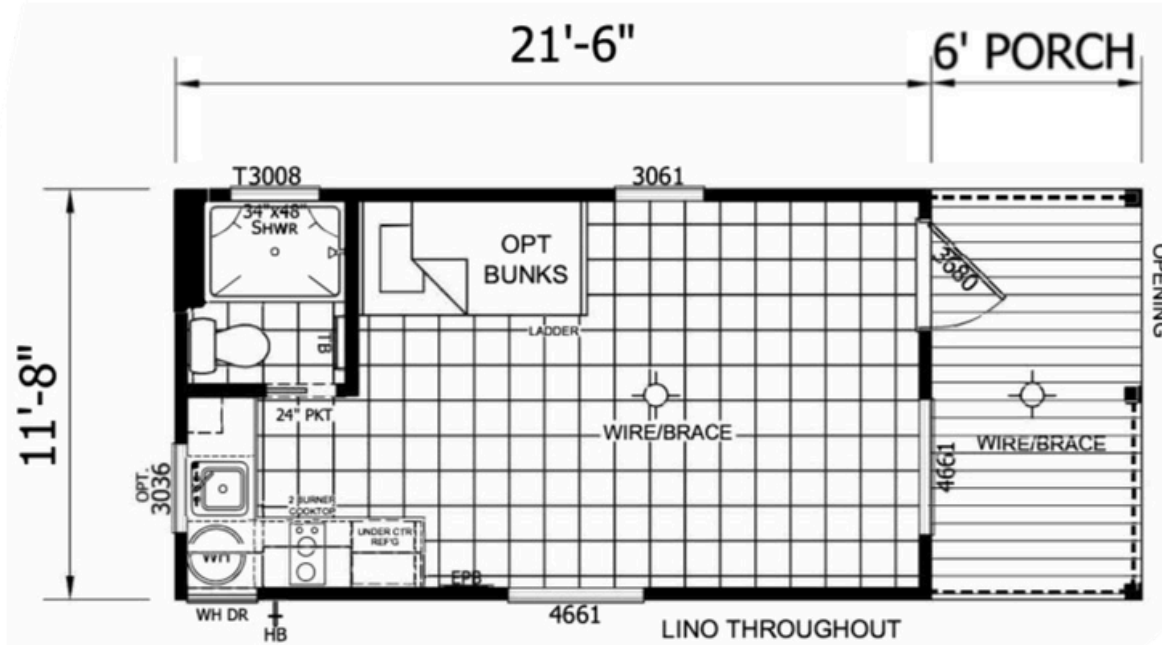 21'-6"
6' PORCH
T3008
3061
34"x48"
SHWR
OPT
BUNKS
3680
OPENING
LADDER
TB
11'-8"
24" PKT
WIRE/BRACE
WIRE/BRACE
4661
OPT.
3036
2 BURNER
COOKTOP
UNDER CTR
REF'G
WH
EPB
WH DR
HB
4661
LINO THROUGHOUT